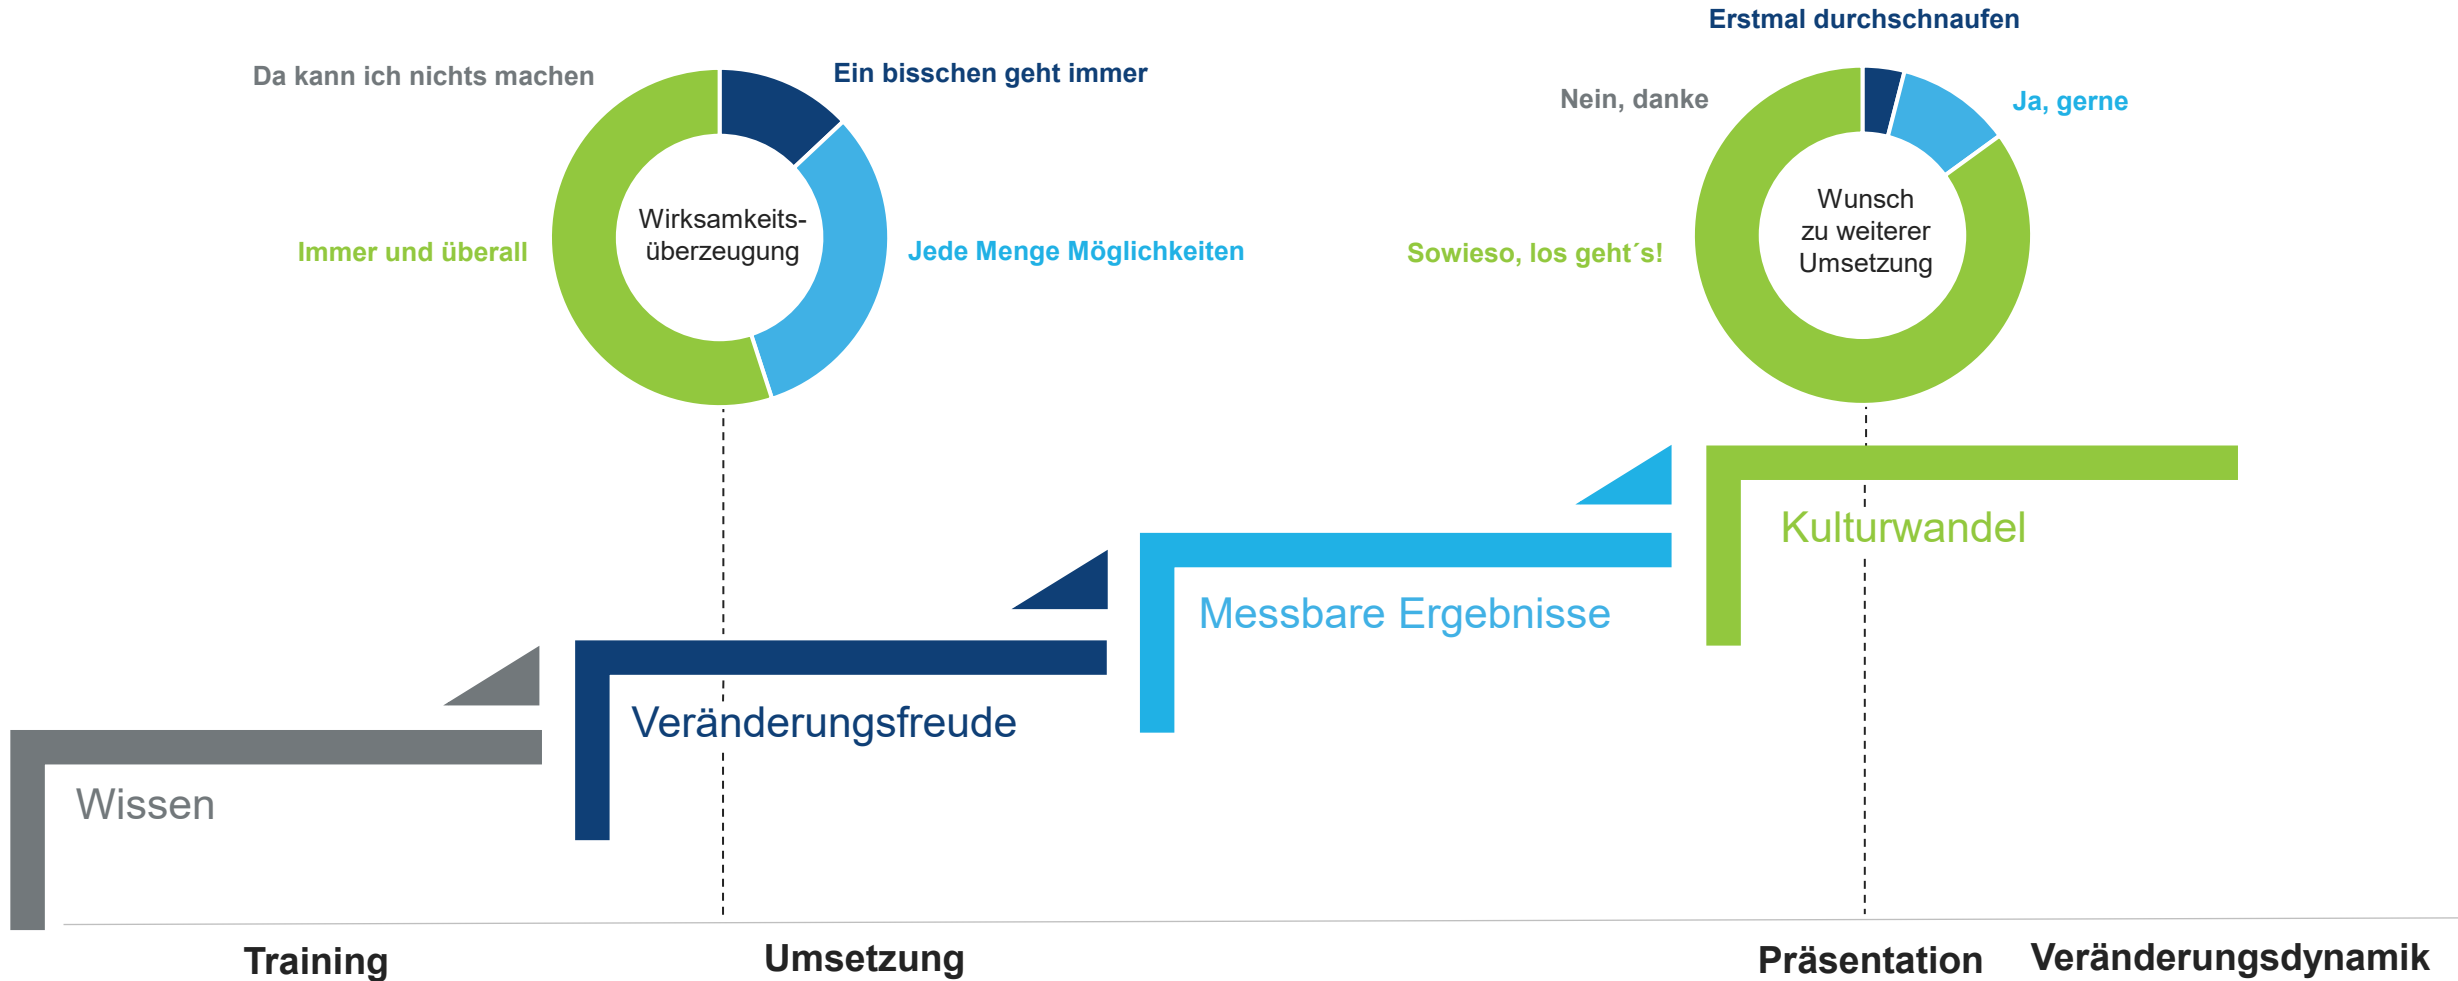 Erstmal durchschnaufen
Da kann ich nichts machen
Ein bisschen geht immer
Nein, danke
Ja, gerne
Wirksamkeits-
überzeugung
Immer und überall
Jede Menge Möglichkeiten
Wunsch
zu weiterer
Umsetzung
Sowieso, los geht´s!
Kulturwandel
Messbare Ergebnisse
Veränderungsfreude
Wissen
Training
Umsetzung
Präsentation
Veränderungsdynamik